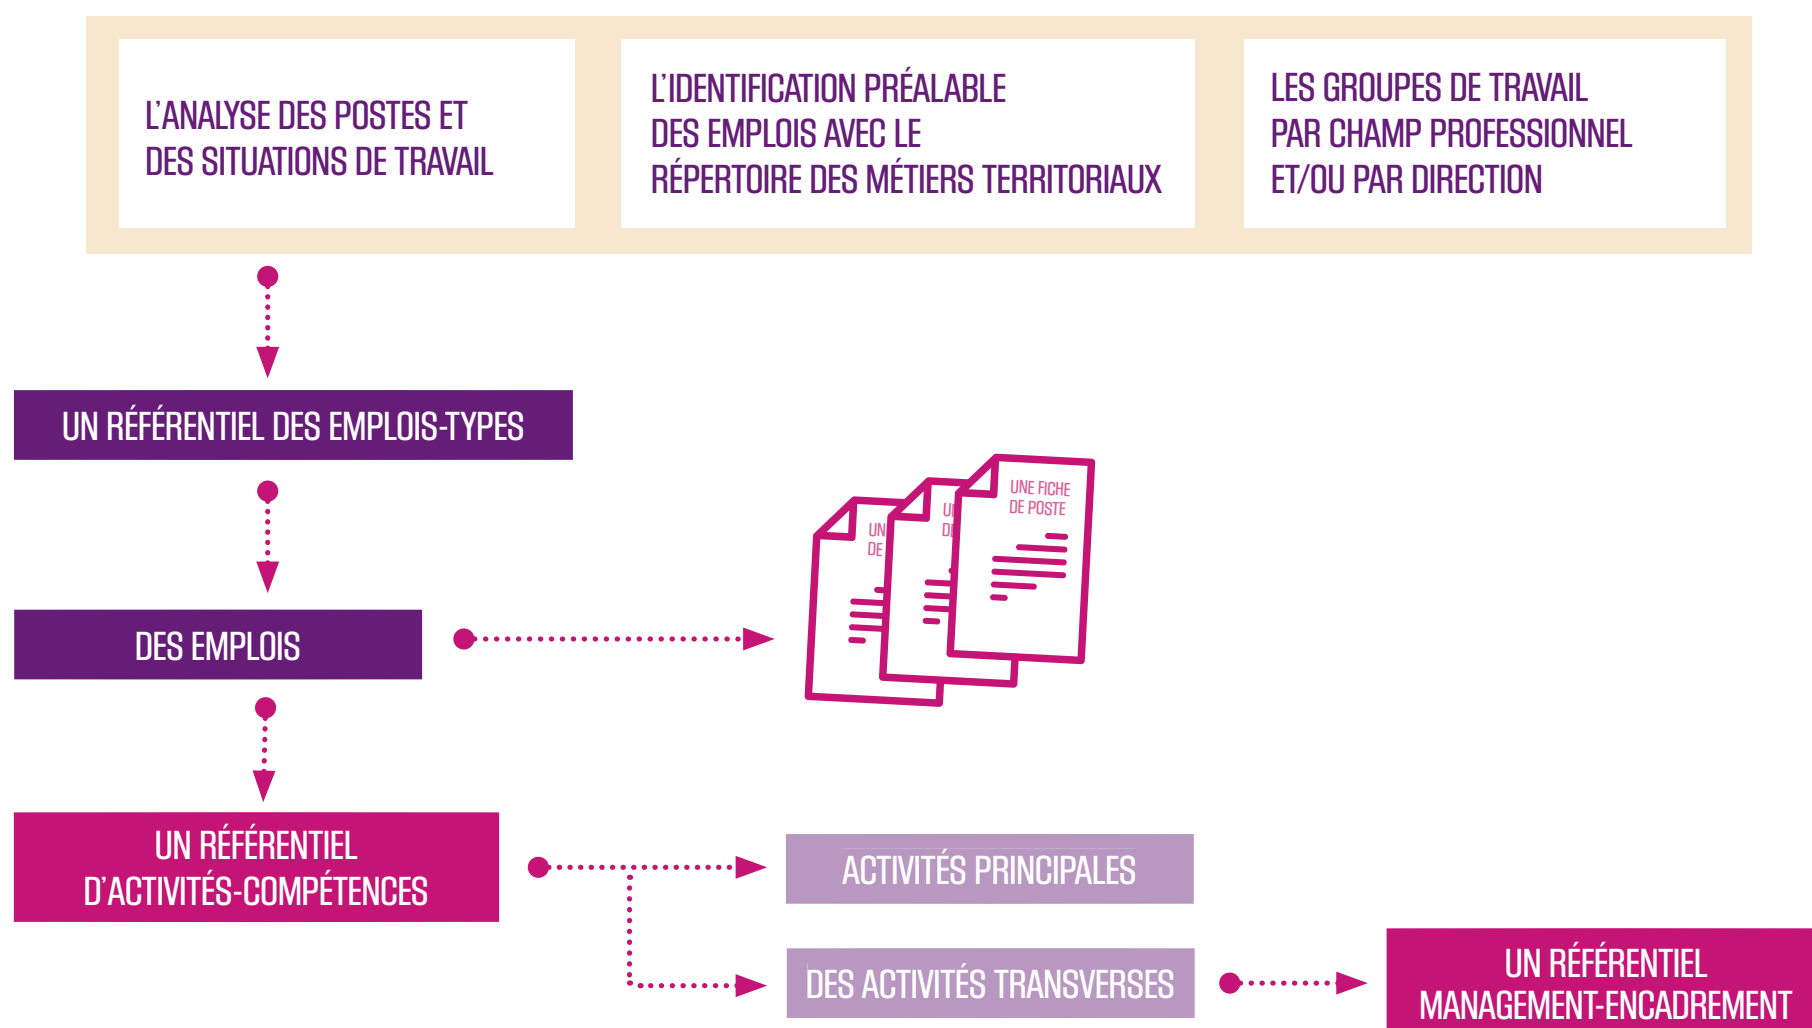 L'ANALYSE DES POSTES ET
DES SITUATIONS DE TRAVAIL
L'IDENTIFICATION PRÉALABLE
DES EMPLOIS AVEC LE
RÉPERTOIRE DES MÉTIERS TERRITORIAUX
LES GROUPES DE TRAVAIL
PAR CHAMP PROFESSIONNEL
ET/OU PAR DIRECTION
UN RÉFÉRENTIEL DES EMPLOIS-TYPES
UNE FICHE
DE POSTE
UN
DE
DES EMPLOIS
UN RÉFÉRENTIEL
D'ACTIVITÉS-COMPÉTENCES
ACTIVITÉS PRINCIPALES
DES ACTIVITÉS TRANSVERSES
UN RÉFÉRENTIEL
MANAGEMENT-ENCADREMENT